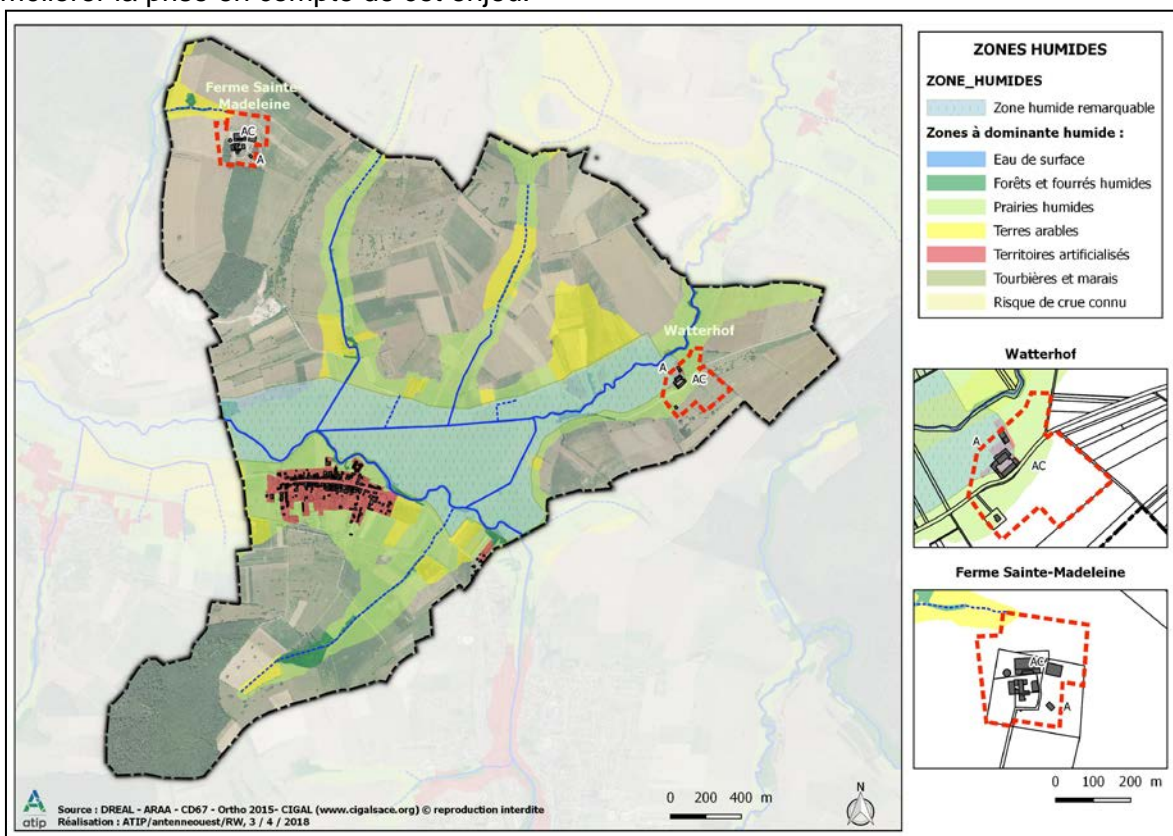 méliorer la prise en compte de cet enjeu.
Ferme Sainte-
Madeleine
AC
A
Watterhof
A
AC
ZONES HUMIDES
ZONE_HUMIDES
Zone humide remarquable
Zones à dominante humide :
Eau de surface
Forêts et fourrés humides
Prairies humides
Terres arables
Territoires artificialisés
Tourbières et marais
Risque de crue connu
Watterhof
A
AC
Ferme Sainte-Madeleine
AC
A
0 100 200 m
atip
Source : DREAL - ARAA - CD67 - Ortho 2015- CIGAL (www.cigalsace.org) © reproduction interdite
Réalisation : ATIP/antenneouest/RW, 3 / 4 / 2018
0 200 400 m
N